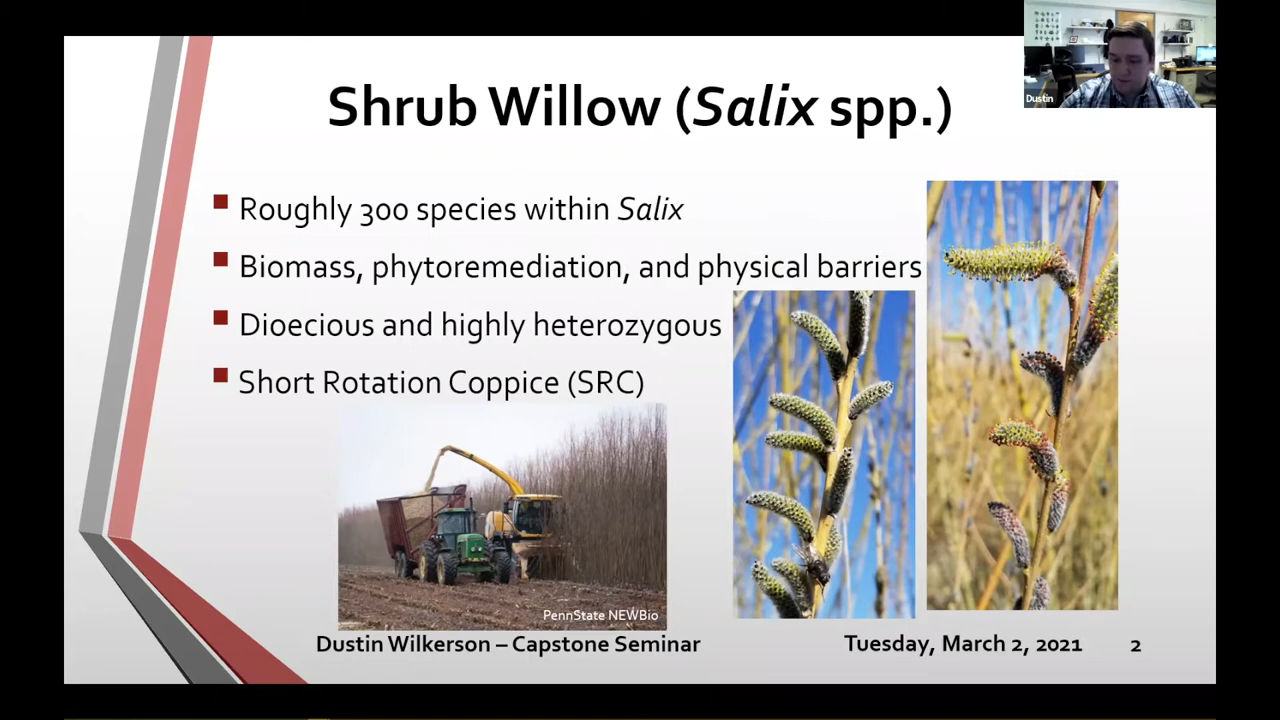 Dustin
Shrub Willow (Salix spp.)
Roughly 300 species within Salix
Biomass, phytoremediation, and physical barriers
Dioecious and highly heterozygous
Short Rotation Coppice (SRC)
PennState NEWBio
Dustin Wilkerson – Capstone Seminar
Tuesday, March 2, 2021
2